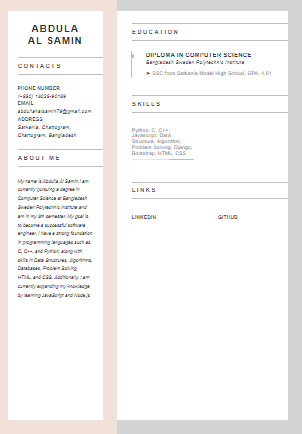 ABDULA
AL SAMIN
CONTACTS
PHONE NUMBER
EMAIL
abdullahalsamin78@gmail.com
ADDRESS
Satkania, Chattogram,
Chattogram, Bangladesh
ABOUT ME
My name is Abdulla Al Samin. I am
currently pursuing a degree in
Computer Science at Bangladesh
Sweden Polytechnic Institute and
am in my 6th semester. My goal is
to become a successful software
engineer. I have a strong foundation
in programming languages such as
C, C++, and Python, along with
skills in Data Structures, Algorithms,
Databases, Problem Solving,
HTML, and CSS. Additionally, I am
currently expanding my knowledge
by learning JavaScript and Node.js
EDUCATION
DIPLOMA IN COMPUTER SCIENCE
Bangladesh Sweden Polytechnic Institute
➤ SSC from Satkania Model High School, GPA: 4.61
SKILLS
Python, C, C++,
Javascript, Data
Structure, Algorithm,
Problem Solving, Django,
Bootstrap, HTML, CSS
LINKS
LINKEDIN
GITHUB